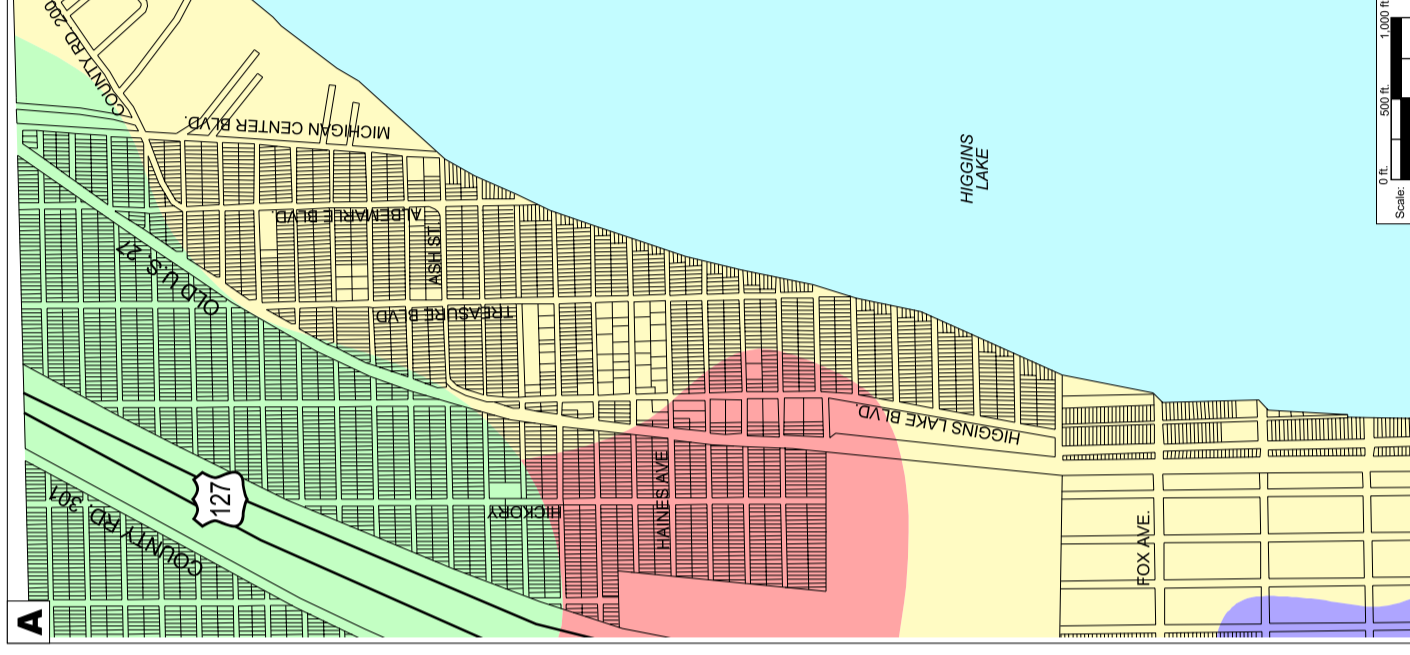 A
COUNTY RD. 200
MICHIGAN CENTER BLVD.
ALBEMARLE BLVD.
ASH ST.
OLD U.S. 27
TREASURE BLVD.
127
COUNTY RD. 301
HICKORY
HAINES AVE.
HIGGINS LAKE BLVD.
HIGGINS
LAKE
FOX AVE.
Scale:
0 ft.
500 ft.
1,000 ft.